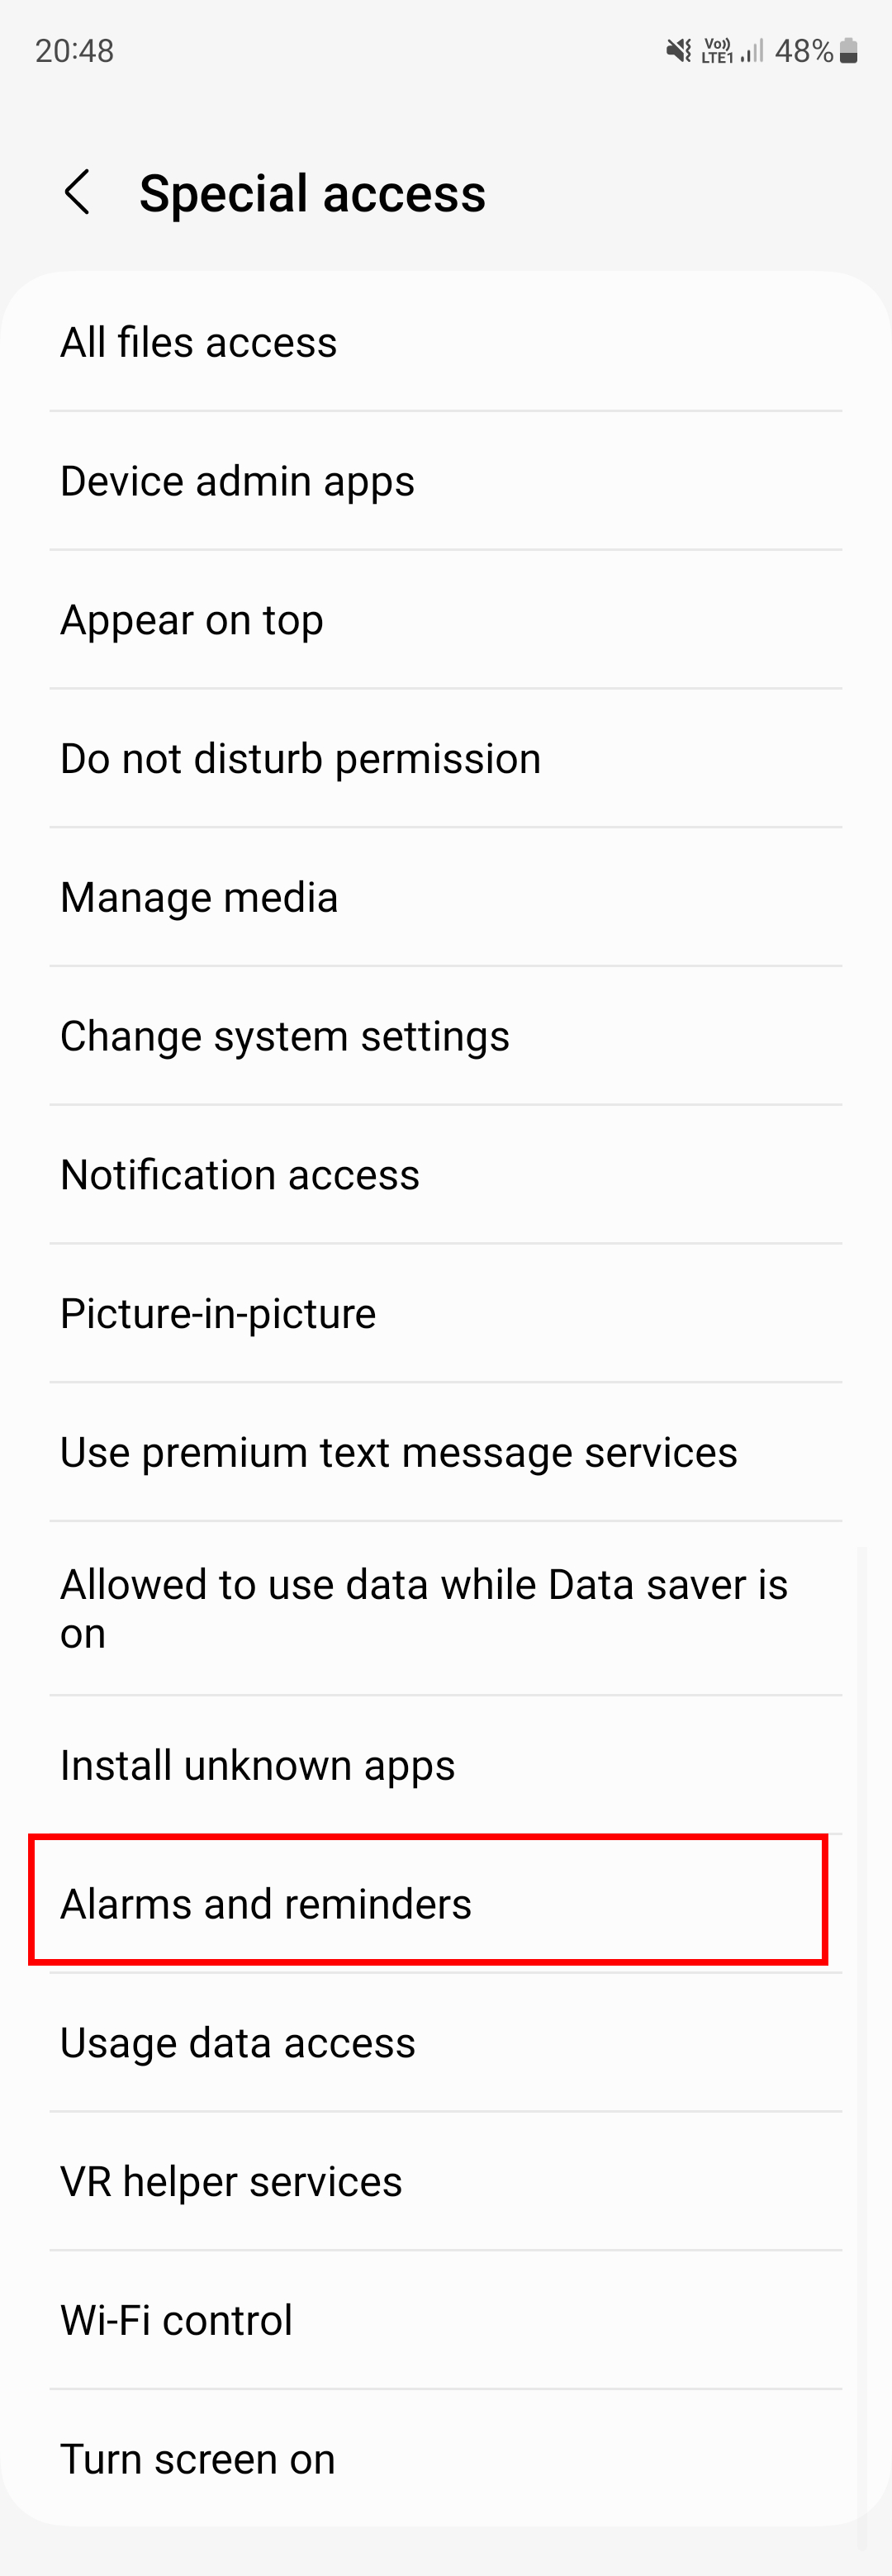 20:48
Vo)) LTE1 48%
Special access
All files access
Device admin apps
Appear on top
Do not disturb permission
Manage media
Change system settings
Notification access
Picture-in-picture
Use premium text message services
Allowed to use data while Data saver is
on
Install unknown apps
Alarms and reminders
Usage data access
VR helper services
Wi-Fi control
Turn screen on